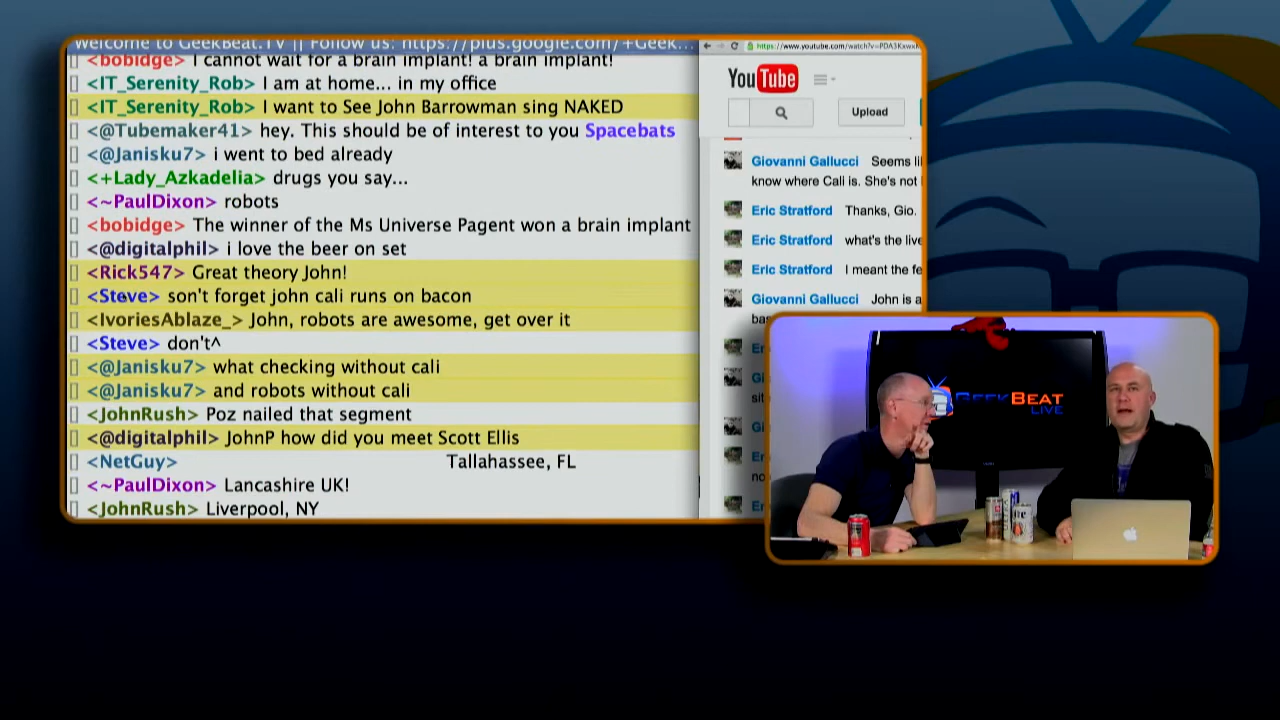 Welcome to GeekBeat.TV || Follow us: https://plus.google.com/+Geek...
<bobidge> I cannot wait for a brain implant! a brain implant!
<IT_Serenity_Rob> I am at home... in my office
<IT_Serenity_Rob> I want to See John Barrowman sing NAKED
<@Tubemaker41> hey. This should be of interest to you Spacebats
<@Janisku7> i went to bed already
<+Lady_Azkadelia> drugs you say...
<~PaulDixon> robots
<bobidge> The winner of the Ms Universe Pagent won a brain implant
<@digitalphil> i love the beer on set
<Rick547> Great theory John!
<Steve> son't forget john cali runs on bacon
<IvoriesAblaze_> John, robots are awesome, get over it
<Steve> don't^
<@Janisku7> what checking without cali
<@Janisku7> and robots without cali
<JohnRush> Poz nailed that segment
<@digitalphil> JohnP how did you meet Scott Ellis
<NetGuy> Tallahassee, FL
<~PaulDixon> Lancashire UK!
<JohnRush> Liverpool, NY
https://www.youtube.com/watch?v=PDA3
YouTube
Upload
Giovanni Gallucci Seems li
know where Cali is. She's not
Eric Stratford Thanks, Gio.
Eric Stratford what's the live
Eric Stratford I meant the fe
Giovanni Gallucci John is a
GEEKBEAT
LIVE